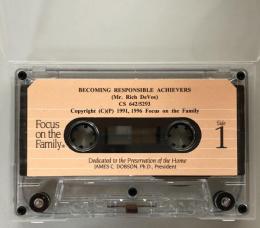 BECOMING RESPONSIBLE ACHIEVERS
(Mr. Rich DeVos)
CS 642/5293
Copyright (C)(P) 1991, 1996 Focus on the Family
Focus
on the
Family®
Side
1
Dedicated to the Preservation of the Home
JAMES C. DOBSON, Ph.D., President